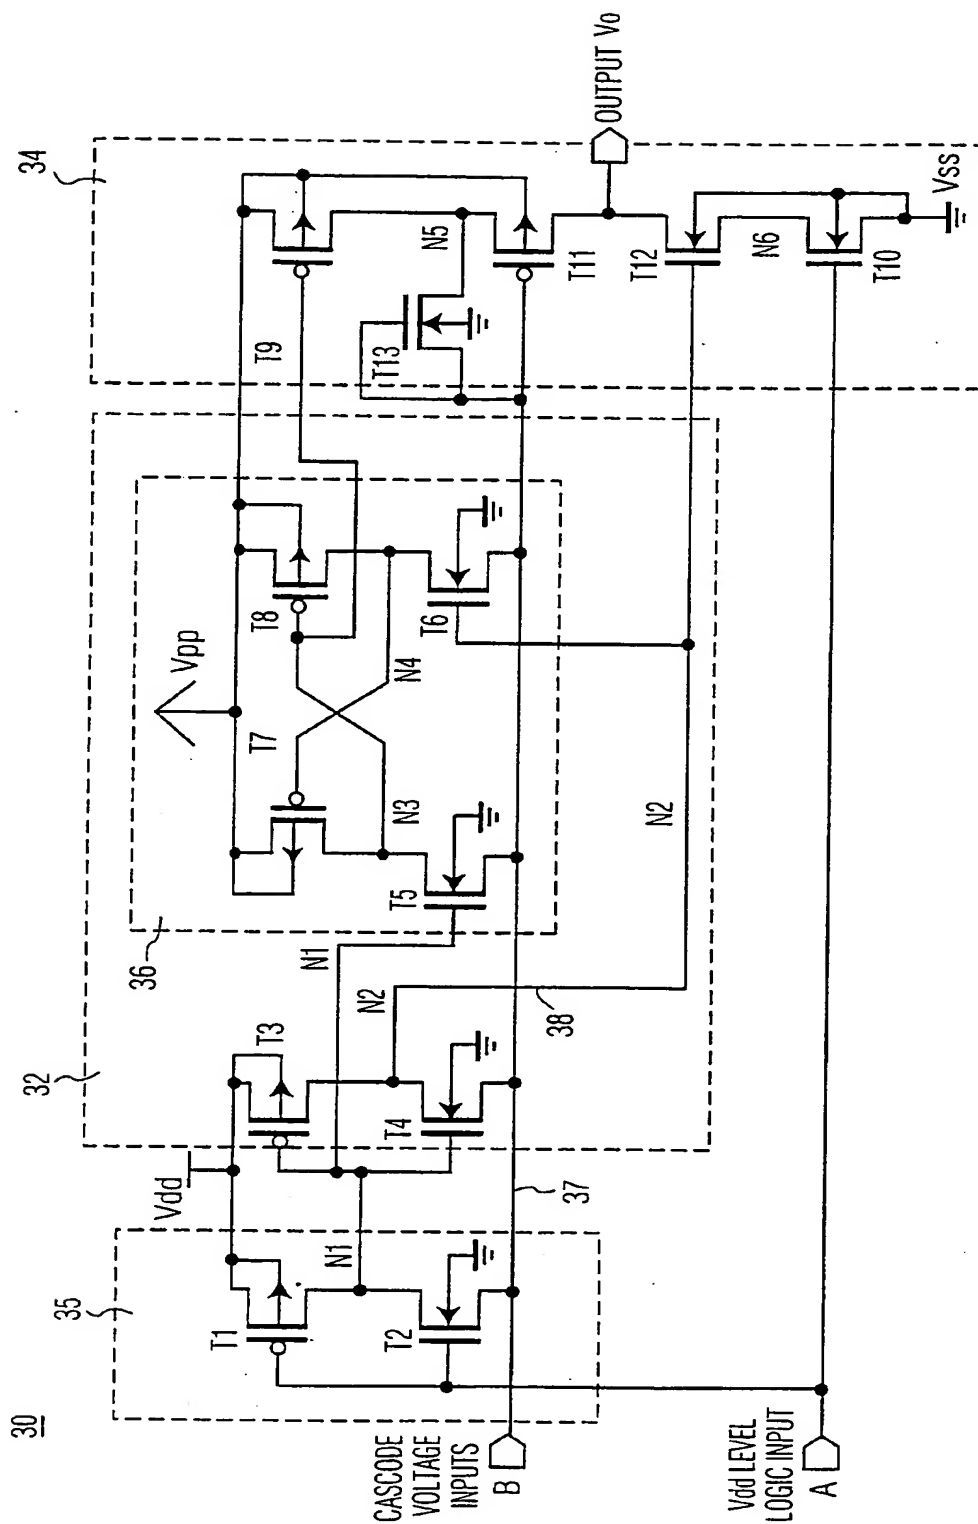 30
35
32
36
34
Vdd
Vpp
T1
T2
N1
T3
T4
N1
N2
T5
N3
T7
T8
N4
T6
T9
T13
N5
T11
OUTPUT Vo
T12
N6
T10
Vss
38
N2
37
CASCODE
VOLTAGE
INPUTS
B
Vdd LEVEL
LOGIC INPUT
A